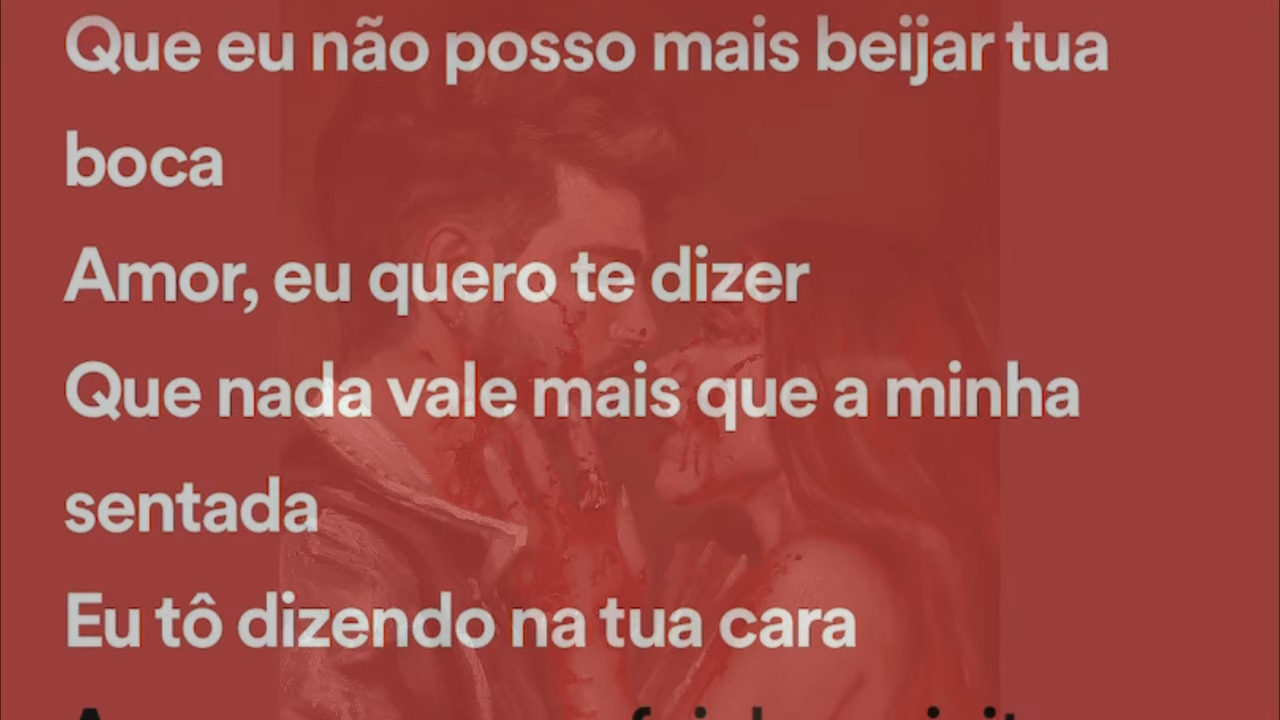 Que eu não posso mais beijar tua
boca
Amor, eu quero te dizer
Que nada vale mais que a minha
sentada
Eu tô dizendo na tua cara